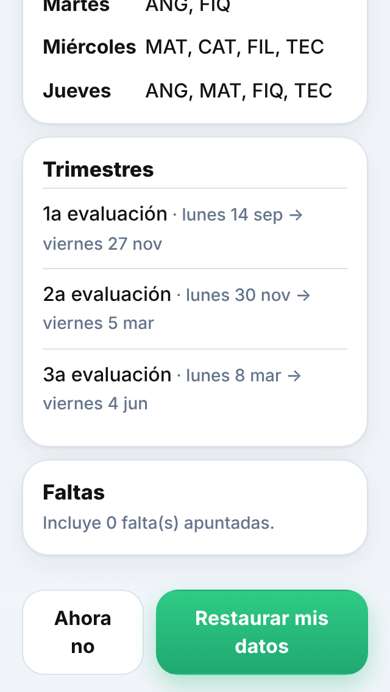 Martes ANG, FIQ
Miércoles MAT, CAT, FIL, TEC
Jueves ANG, MAT, FIQ, TEC
Trimestres
1a evaluación · lunes 14 sep →
viernes 27 nov
2a evaluación · lunes 30 nov →
viernes 5 mar
3a evaluación · lunes 8 mar →
viernes 4 jun
Faltas
Incluye 0 falta(s) apuntadas.
Ahora
no
Restaurar mis
datos